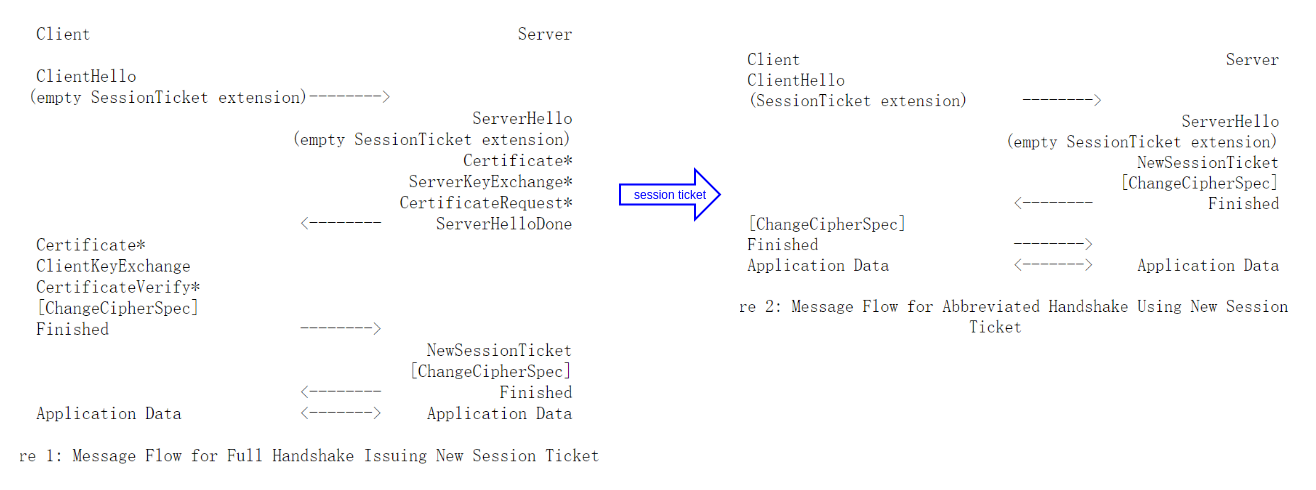 Client Server
ClientHello
(empty SessionTicket extension)-------->
ServerHello
(empty SessionTicket extension)
Certificate*
ServerKeyExchange*
CertificateRequest*
<-------- ServerHelloDone
Certificate*
ClientKeyExchange
CertificateVerify*
[ChangeCipherSpec]
Finished -------->
NewSessionTicket
[ChangeCipherSpec]
<-------- Finished
Application Data <-------> Application Data
re 1: Message Flow for Full Handshake Issuing New Session Ticket
session ticket
Client Server
ClientHello
(SessionTicket extension) -------->
ServerHello
(empty SessionTicket extension)
NewSessionTicket
[ChangeCipherSpec]
<-------- Finished
[ChangeCipherSpec]
Finished -------->
Application Data <-------> Application Data
re 2: Message Flow for Abbreviated Handshake Using New Session
Ticket